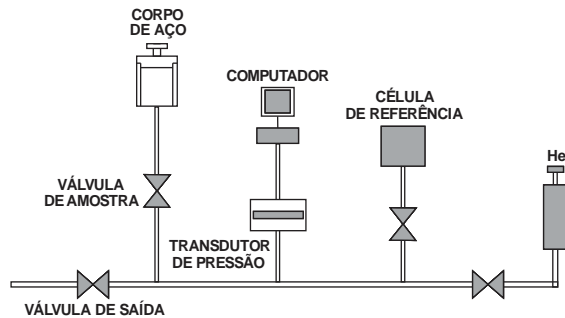 CORPO
DE AÇO
COMPUTADOR
CÉLULA
DE REFERÊNCIA
He
VÁLVULA
DE AMOSTRA
TRANSDUTOR
DE PRESSÃO
VÁLVULA DE SAÍDA